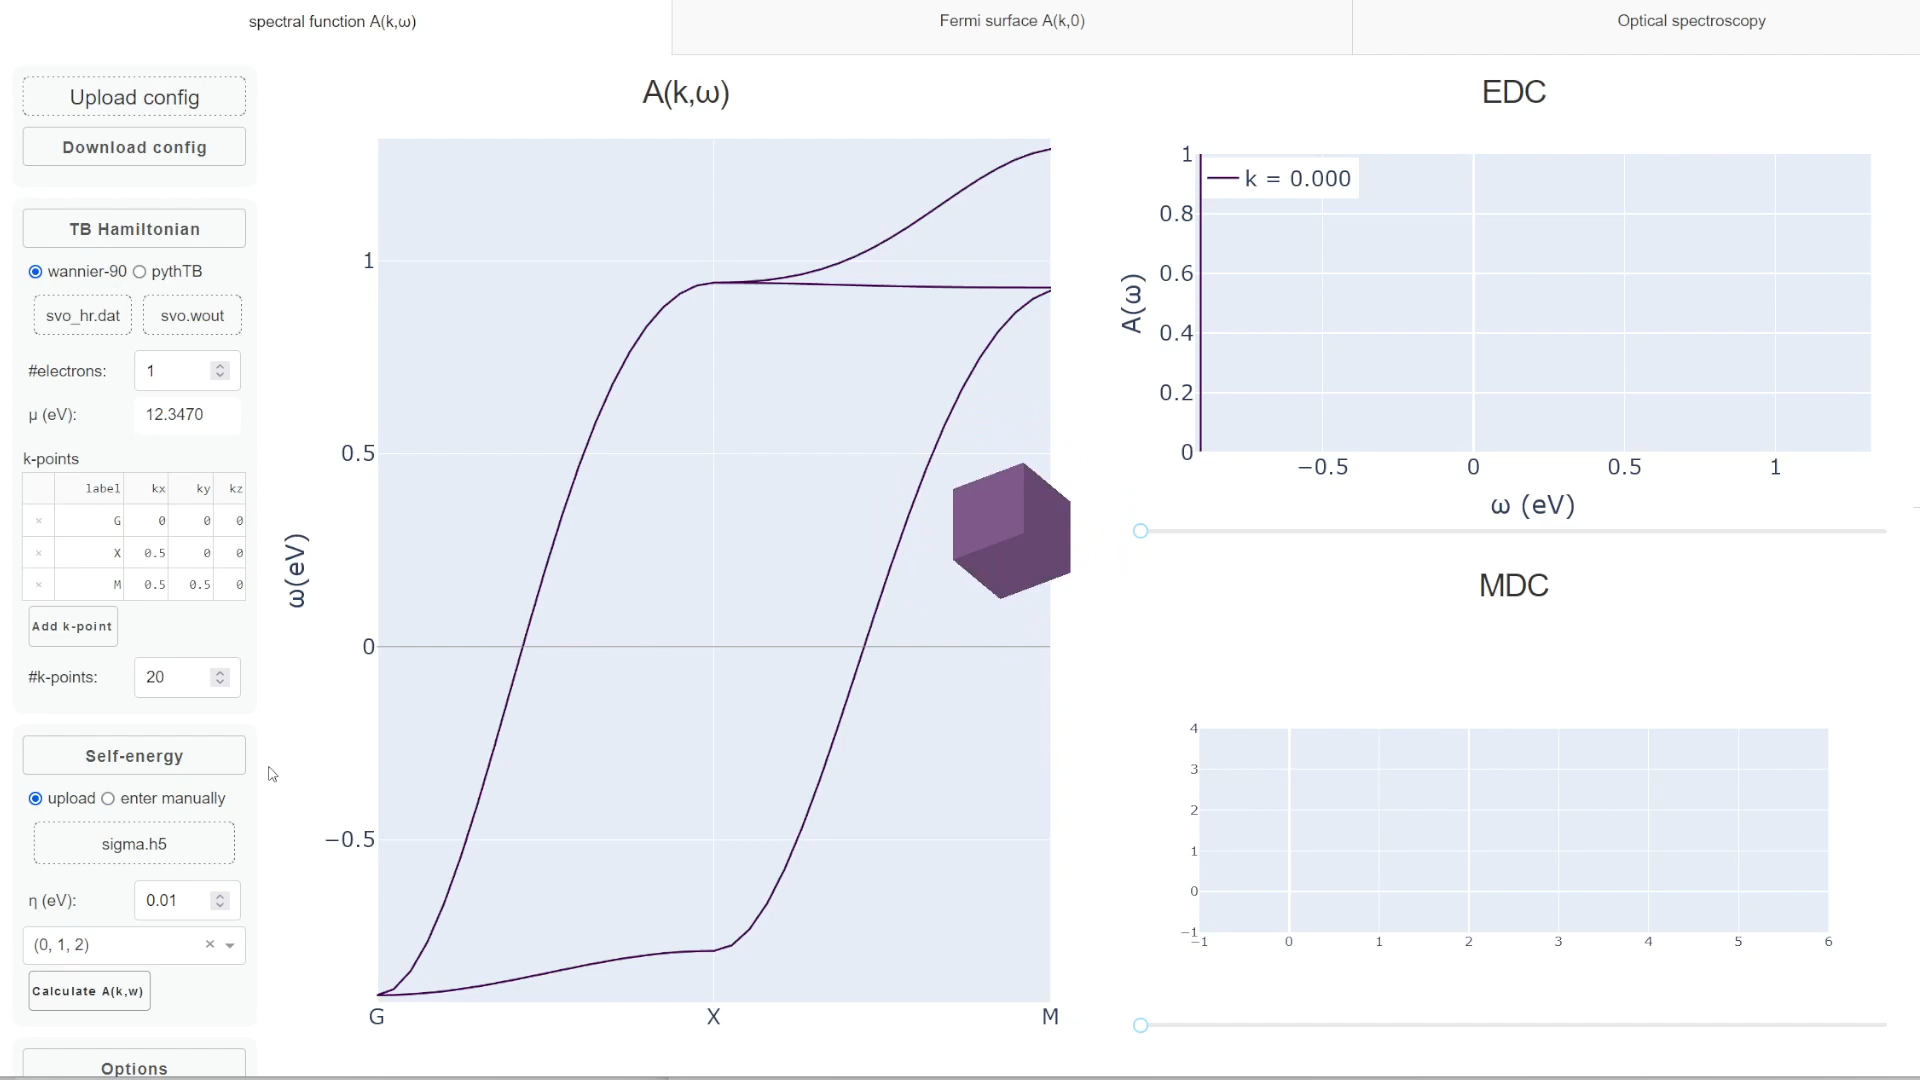 spectral function A(k,ω)
Fermi surface A(k,0)
Optical spectroscopy
Upload config
Download config
TB Hamiltonian
wannier-90 pythTB
svo_hr.dat svo.wout
#electrons: 1
μ (eV): 12.3470
k-points
label kx ky kz
× G 0 0 0
× X 0.5 0 0
× M 0.5 0.5 0
Add k-point
#k-points: 20
Self-energy
upload enter manually
sigma.h5
η (eV): 0.01
(0, 1, 2) ×
Calculate A(k,w)
Options
A(k,ω)
1
0.5
0
−0.5
ω(eV)
G X M
EDC
k = 0.000
1
0.8
0.6
0.4
0.2
0
A(ω)
−0.5 0 0.5 1
ω (eV)
MDC
4
3
2
1
0
−1
−1 0 1 2 3 4 5 6